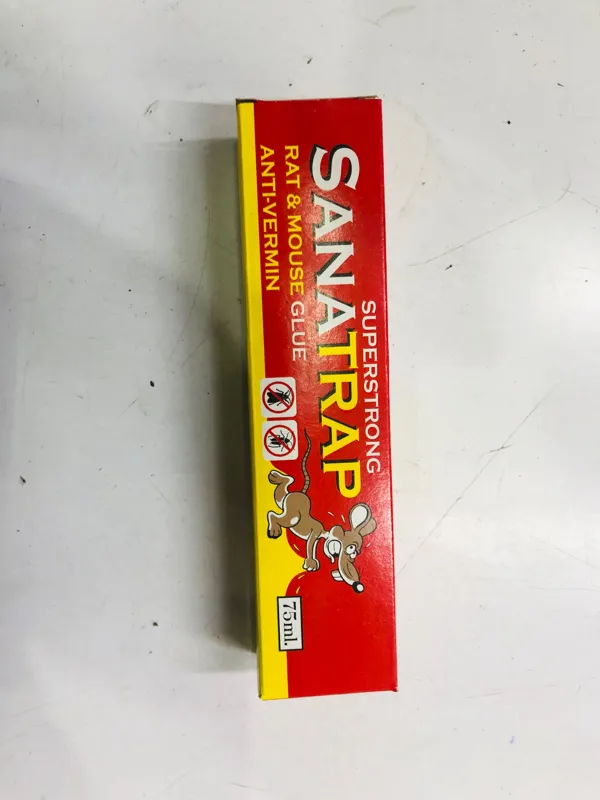 SUPERSTRONG
SANATRAP
RAT & MOUSE GLUE
ANTI-VERMIN
75ml.